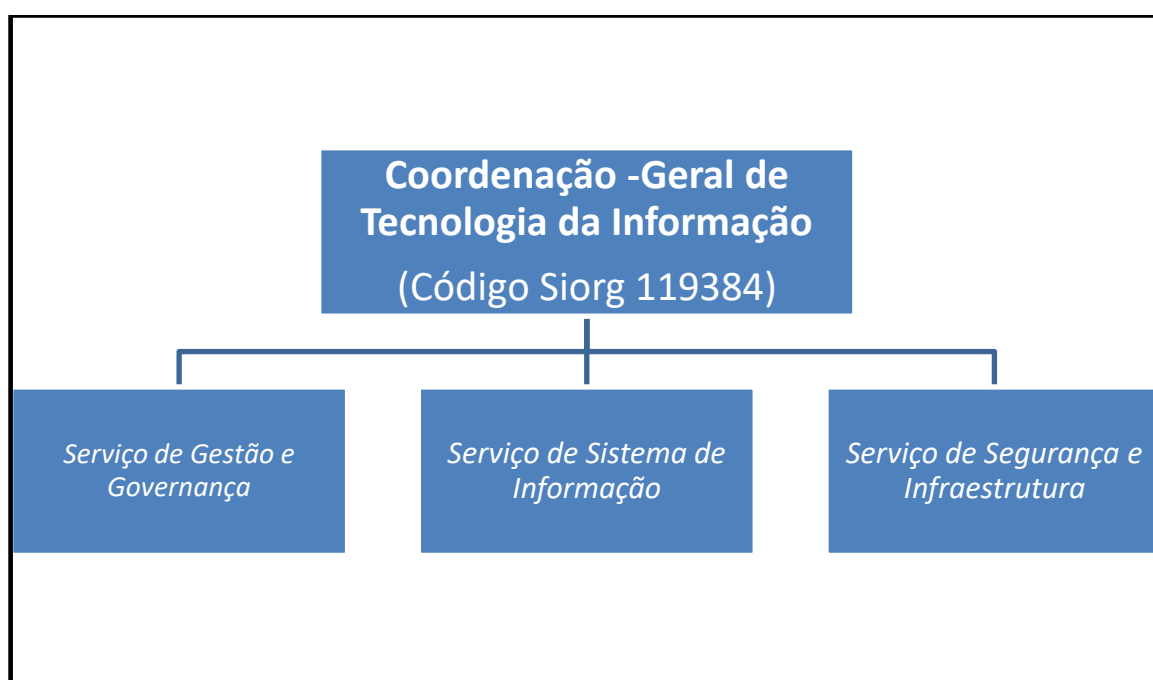 Coordenação -Geral de
Tecnologia da Informação
(Código Siorg 119384)
Serviço de Gestão e
Governança
Serviço de Sistema de
Informação
Serviço de Segurança e
Infraestrutura